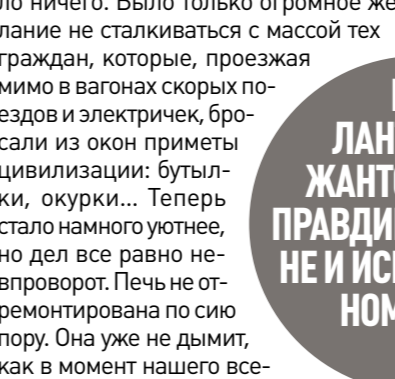 ло ничего. Было только огромное же-
лание не сталкиваться с массой тех
граждан, которые, проезжая
мимо в вагонах скорых по-
ездов и электричек, бро-
сали из окон приметы
цивилизации: бутыл-
ки, окурки... Теперь
стало намного уютнее,
но дел все равно не-
впроворот. Печь не от-
ремонтирована по сию
пору. Она уже не дымит,
как в момент нашего все-
ЛАН
ЖАНТ
ПРАВДИ
НЕ И ИС
НОМ